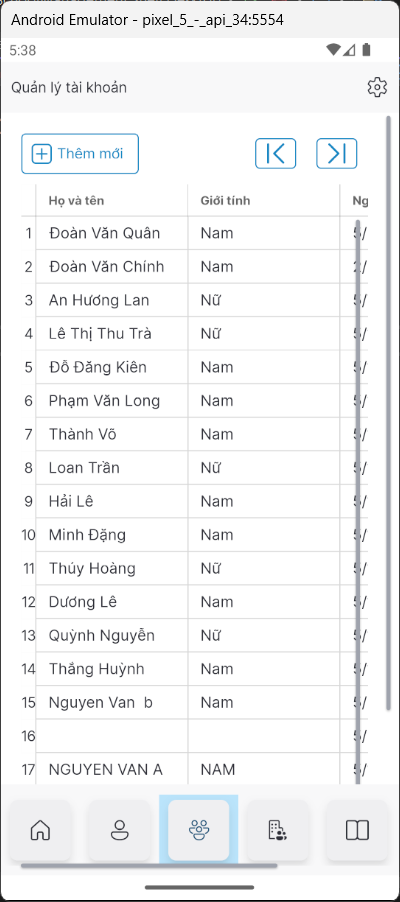 Android Emulator - pixel_5_-_api_34:5554
5:38
Quản lý tài khoản
Thêm mới
Họ và tên Giới tính Ng
1 Đoàn Văn Quân Nam 5/
2 Đoàn Văn Chính Nam 2/
3 An Hương Lan Nữ 5/
4 Lê Thị Thu Trà Nữ 5/
5 Đỗ Đăng Kiên Nam 5/
6 Phạm Văn Long Nam 5/
7 Thành Võ Nam 5/
8 Loan Trần Nữ 5/
9 Hải Lê Nam 5/
10 Minh Đặng Nam 5/
11 Thúy Hoàng Nữ 5/
12 Dương Lê Nam 5/
13 Quỳnh Nguyễn Nữ 5/
14 Thắng Huỳnh Nam 5/
15 Nguyen Van b Nam 5/
16 5/
17 NGUYEN VAN A NAM 5/